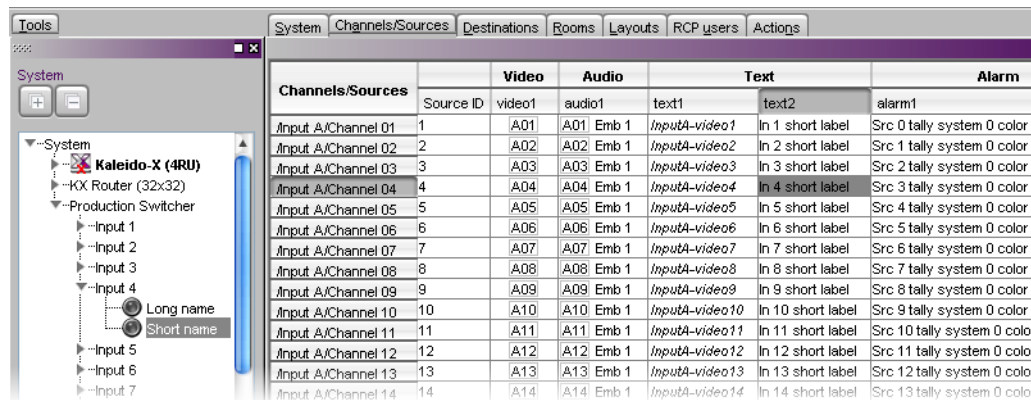 Tools
System
System
Kaleido-X (4RU)
KX Router (32x32)
Production Switcher
Input 1
Input 2
Input 3
Input 4
Long name
Short name
Input 5
Input 6
Input 7
System Channels/Sources Destinations Rooms Layouts RCP users Actions
Channels/Sources Video Audio Text Alarm
Source ID video1 audio1 text1 text2 alarm1
/Input A/Channel 01 1 A01 A01 Emb 1 InputA-video1 In 1 short label Src 0 tally system 0 color
/Input A/Channel 02 2 A02 A02 Emb 1 InputA-video2 In 2 short label Src 1 tally system 0 color
/Input A/Channel 03 3 A03 A03 Emb 1 InputA-video3 In 3 short label Src 2 tally system 0 color
/Input A/Channel 04 4 A04 A04 Emb 1 InputA-video4 In 4 short label Src 3 tally system 0 color
/Input A/Channel 05 5 A05 A05 Emb 1 InputA-video5 In 5 short label Src 4 tally system 0 color
/Input A/Channel 06 6 A06 A06 Emb 1 InputA-video6 In 6 short label Src 5 tally system 0 color
/Input A/Channel 07 7 A07 A07 Emb 1 InputA-video7 In 7 short label Src 6 tally system 0 color
/Input A/Channel 08 8 A08 A08 Emb 1 InputA-video8 In 8 short label Src 7 tally system 0 color
/Input A/Channel 09 9 A09 A09 Emb 1 InputA-video9 In 9 short label Src 8 tally system 0 color
/Input A/Channel 10 10 A10 A10 Emb 1 InputA-video10 In 10 short label Src 9 tally system 0 color
/Input A/Channel 11 11 A11 A11 Emb 1 InputA-video11 In 11 short label Src 10 tally system 0 colo
/Input A/Channel 12 12 A12 A12 Emb 1 InputA-video12 In 12 short label Src 11 tally system 0 colo
/Input A/Channel 13 13 A13 A13 Emb 1 InputA-video13 In 13 short label Src 12 tally system 0 colo
/Input A/Channel 14 14 A14 A14 Emb 1 InputA-video14 In 14 short label Src 13 tally system 0 colo